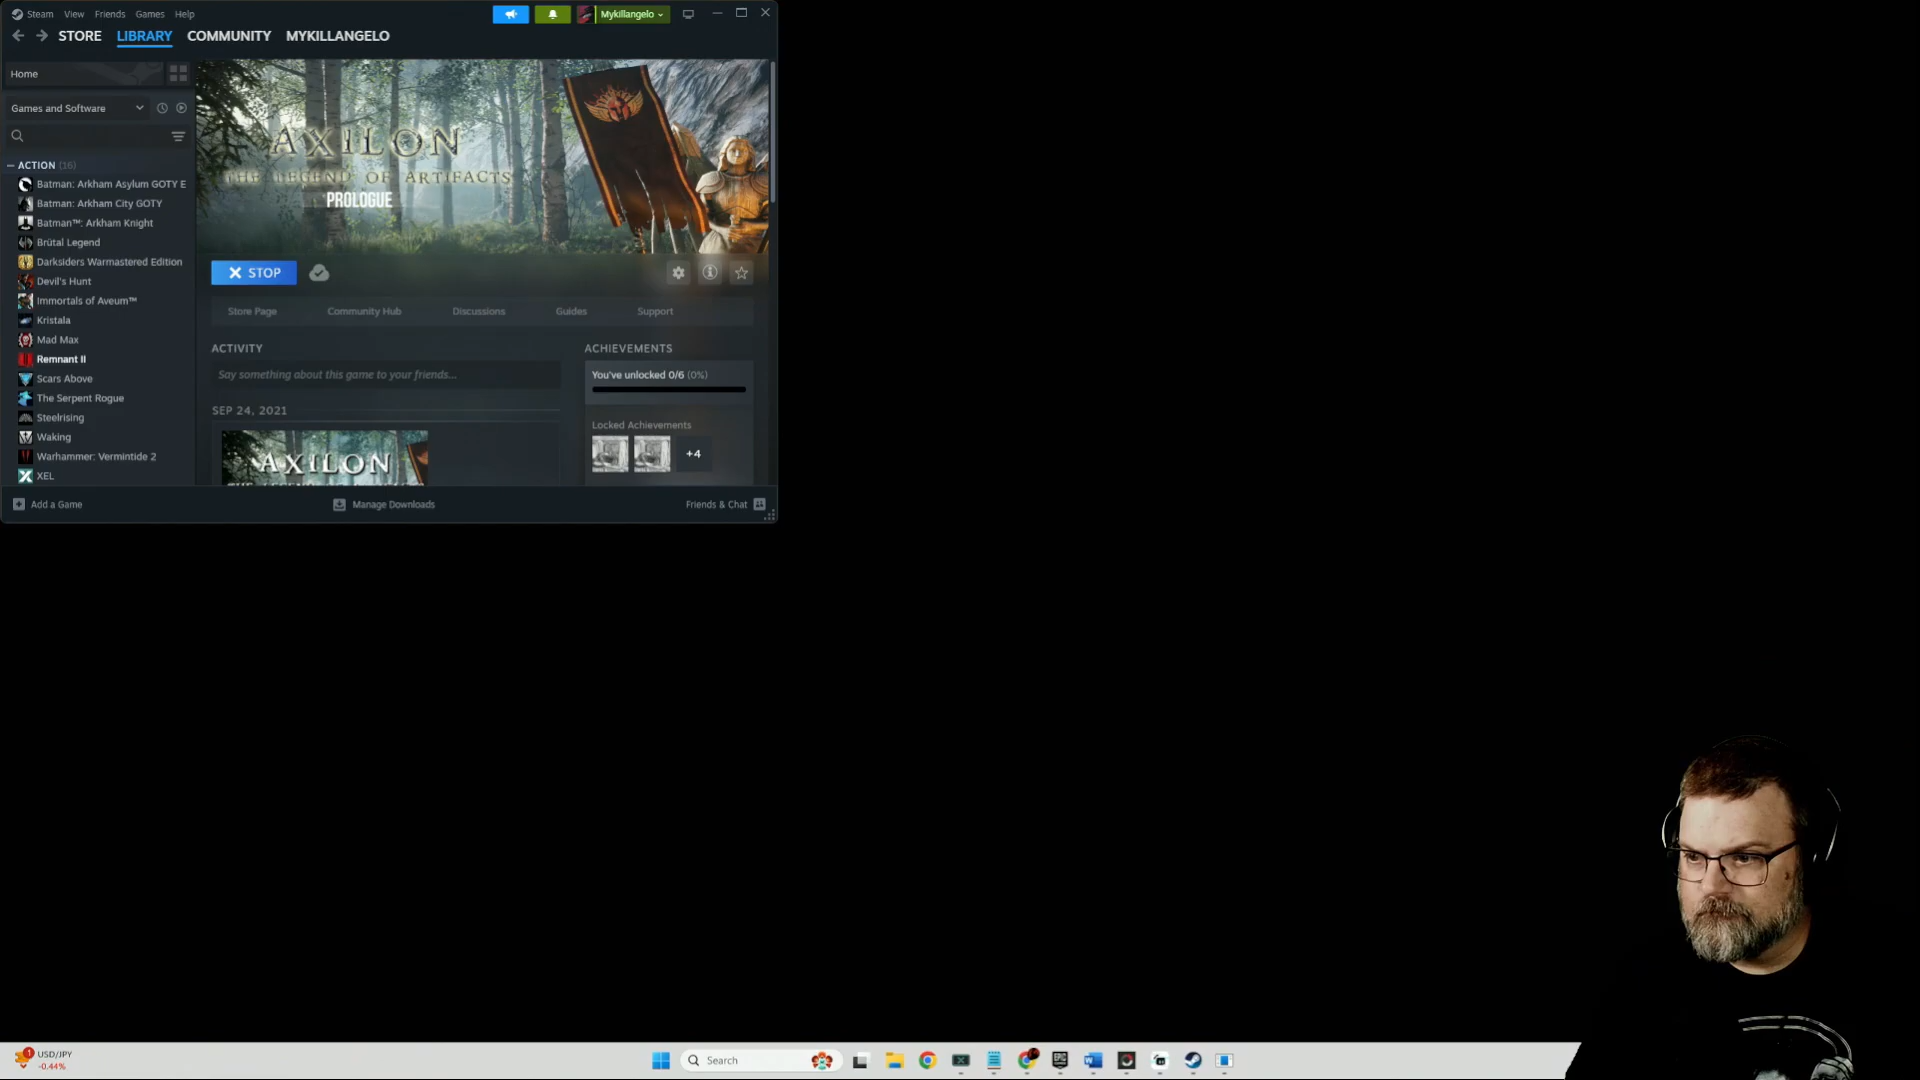 Steam View Friends Games Help Mykillangelo
STORE LIBRARY COMMUNITY MYKILLANGELO
Home
Games and Software
ACTION (16)
Batman: Arkham Asylum GOTY E
Batman: Arkham City GOTY
Batman™: Arkham Knight
Brütal Legend
Darksiders Warmastered Edition
Devil's Hunt
Immortals of Aveum™
Kristala
Mad Max
Remnant II
Scars Above
The Serpent Rogue
Steelrising
Waking
Warhammer: Vermintide 2
XEL
AXILON
THE LEGEND OF ARTIFACTS
PROLOGUE
STOP
Store Page Community Hub Discussions Guides Support
ACTIVITY
Say something about this game to your friends...
SEP 24, 2021
AXILON
ACHIEVEMENTS
You've unlocked 0/6 (0%)
Locked Achievements
+4
Add a Game Manage Downloads Friends & Chat
1 USD/JPY
-0.44%
Search